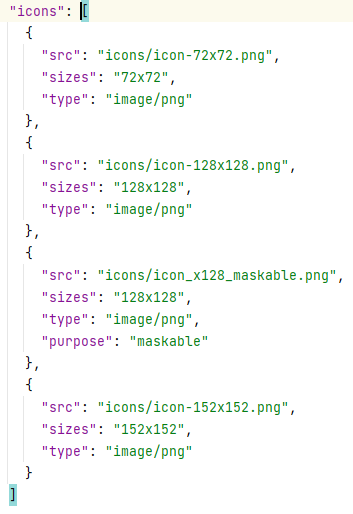 "icons": [
{
"src": "icons/icon-72x72.png",
"sizes": "72x72",
"type": "image/png"
},
{
"src": "icons/icon-128x128.png",
"sizes": "128x128",
"type": "image/png"
},
{
"src": "icons/icon_x128_maskable.png",
"sizes": "128x128",
"type": "image/png",
"purpose": "maskable"
},
{
"src": "icons/icon-152x152.png",
"sizes": "152x152",
"type": "image/png"
}
]